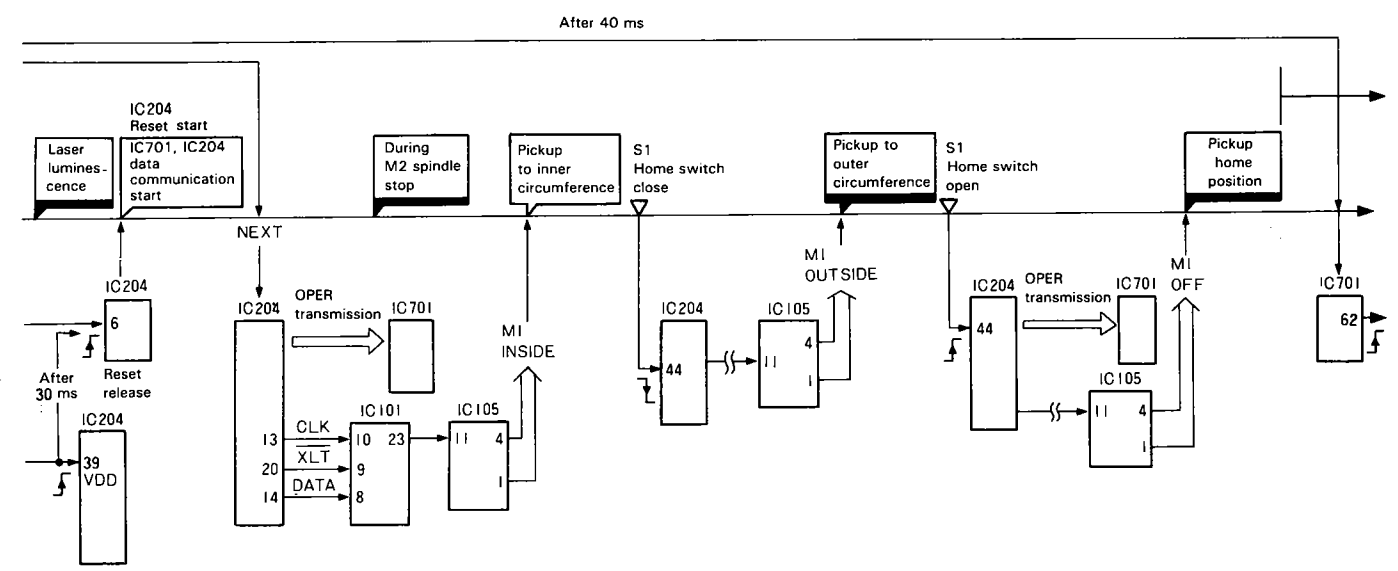 After 40 ms
IC204
Reset start
Laser
lumines-
cence
IC701, IC204
data
communication
start
During
M2 spindle
stop
Pickup
to inner
circumference
S1
Home switch
close
Pickup to
outer
circumference
S1
Home switch
open
Pickup
home
position
NEXT
IC204
6
Reset
release
After
30 ms
IC204
39
VDD
IC204
OPER
transmission
IC701
13
CLK
20
XLT
14
DATA
IC101
10 23
9
8
IC105
11 4
1
M1
INSIDE
IC204
44
IC105
11 4
1
M1
OUTSIDE
IC204
44
OPER
transmission
IC701
IC105
11 4
1
M1
OFF
IC701
62